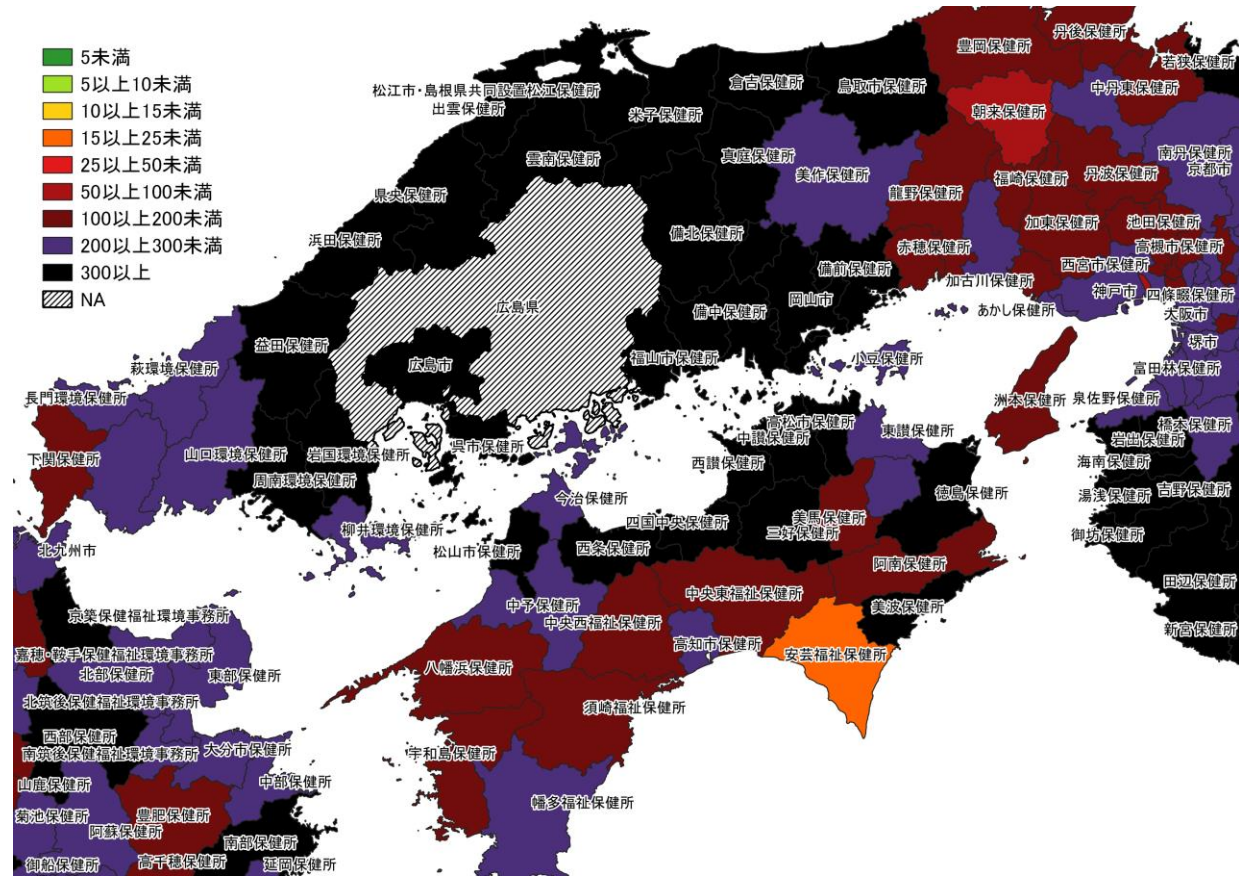 5未満
5以上10未満
10以上15未満
15以上25未満
25以上50未満
50以上100未満
100以上200未満
200以上300未満
300以上
NA
丹後保健所
豊岡保健所
若狭保健所
倉吉保健所
鳥取市保健所
中丹東保健所
松江市・島根県共同設置松江保健所
出雲保健所
米子保健所
朝来保健所
雲南保健所
真庭保健所
美作保健所
南丹保健所
京都市
福崎保健所
丹波保健所
県央保健所
龍野保健所
浜田保健所
備北保健所
加東保健所
池田保健所
赤穂保健所
高槻市保健所
備前保健所
西宮市保健所
加古川保健所
神戸市
四條畷保健所
広島県
岡山市
備中保健所
あかし保健所
大阪市
益田保健所
堺市
萩環境保健所
広島市
福山市保健所
小豆保健所
富田林保健所
長門環境保健所
洲本保健所
泉佐野保健所
高松市保健所
橋本保健所
中讃保健所
東讃保健所
岩出保健所
呉市保健所
下関保健所
山口環境保健所
岩国環境保健所
西讃保健所
海南保健所
周南環境保健所
吉野保健所
今治保健所
徳島保健所
湯浅保健所
美馬保健所
四国中央保健所
柳井環境保健所
三好保健所
御坊保健所
北九州市
松山市保健所
西条保健所
阿南保健所
田辺保健所
中央東福祉保健所
中予保健所
美波保健所
京築保健福祉環境事務所
中央西福祉保健所
新宮保健所
高知市保健所
嘉穂・鞍手保健福祉環境事務所
安芸福祉保健所
八幡浜保健所
北部保健所
東部保健所
北筑後保健福祉環境事務所
須崎福祉保健所
西部保健所
南筑後保健福祉環境事務所
大分市保健所
宇和島保健所
山鹿保健所
中部保健所
幡多福祉保健所
菊池保健所
豊肥保健所
阿蘇保健所
南部保健所
御船保健所
高千穂保健所
延岡保健所